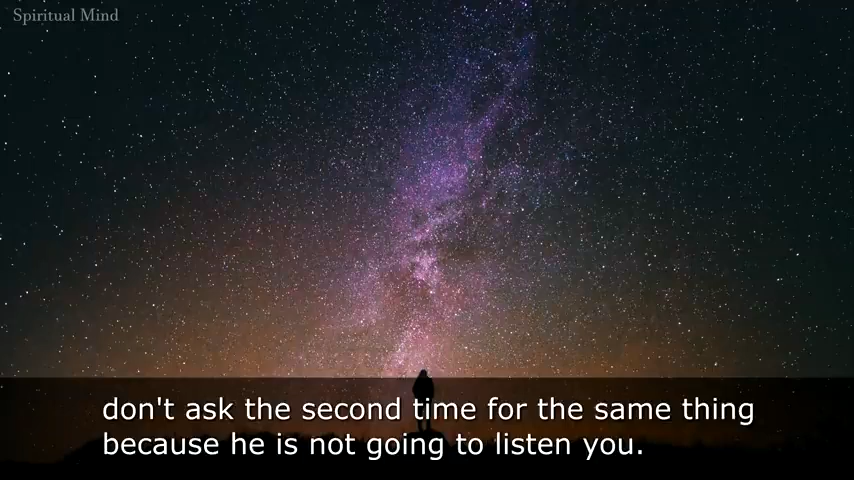 Spiritual Mind
don't ask the second time for the same thing
because he is not going to listen you.